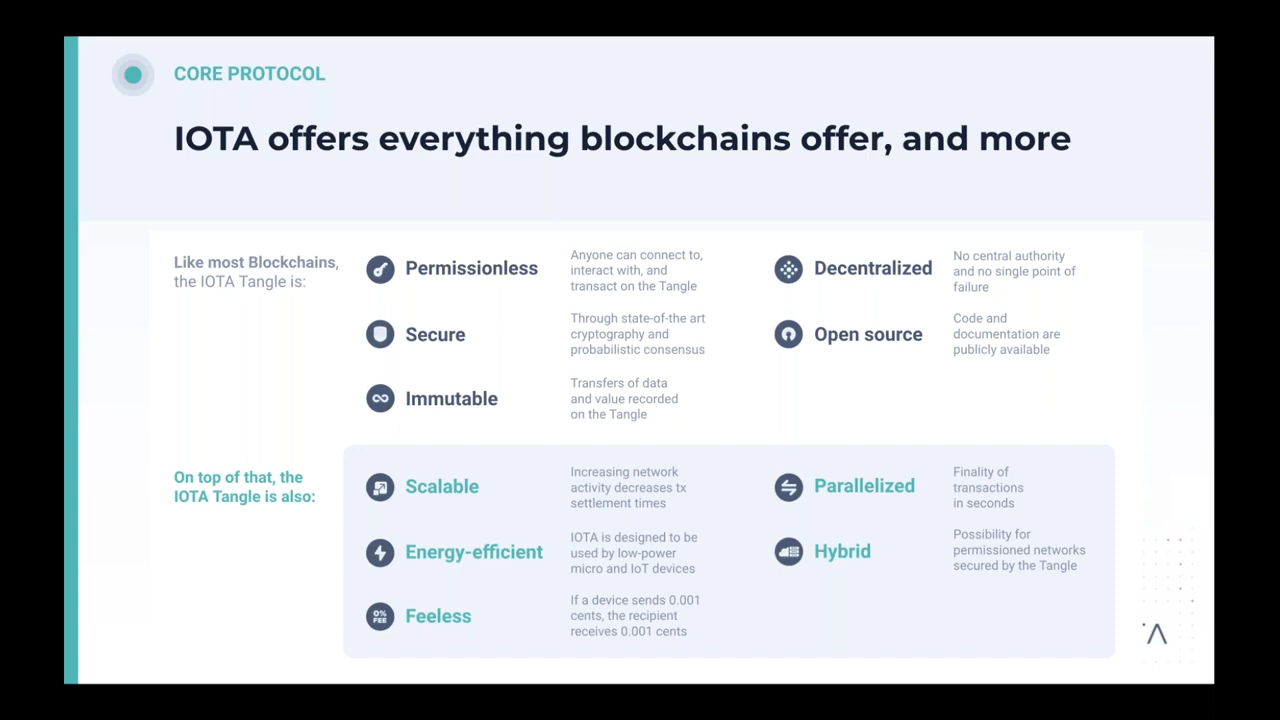 CORE PROTOCOL
IOTA offers everything blockchains offer, and more
Like most Blockchains,
the IOTA Tangle is:
Permissionless
Anyone can connect to,
interact with, and
transact on the Tangle
Decentralized
No central authority
and no single point of
failure
Secure
Through state-of-the art
cryptography and
probabilistic consensus
Open source
Code and
documentation are
publicly available
Immutable
Transfers of data
and value recorded
on the Tangle
On top of that, the
IOTA Tangle is also:
Scalable
Increasing network
activity decreases tx
settlement times
Parallelized
Finality of
transactions
in seconds
Energy-efficient
IOTA is designed to be
used by low-power
micro and IoT devices
Hybrid
Possibility for
permissioned networks
secured by the Tangle
0%
FEE
Feeless
If a device sends 0.001
cents, the recipient
receives 0.001 cents